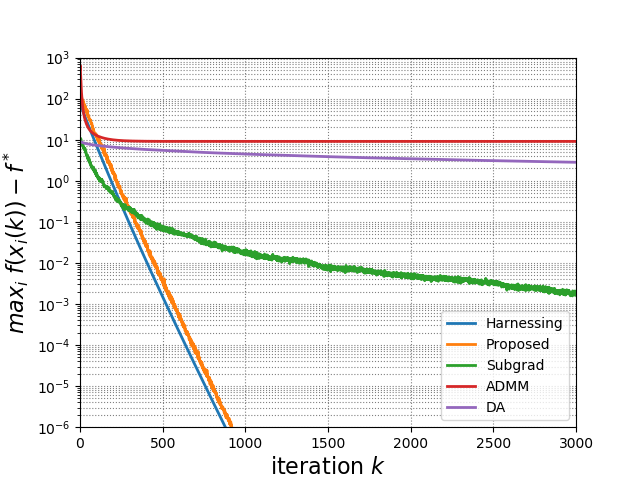 10^3
10^2
10^1
10^0
10^-1
10^-2
10^-3
10^-4
10^-5
10^-6
max_i f(x_i(k)) − f^*
Harnessing
Proposed
Subgrad
ADMM
DA
0 500 1000 1500 2000 2500 3000
iteration k